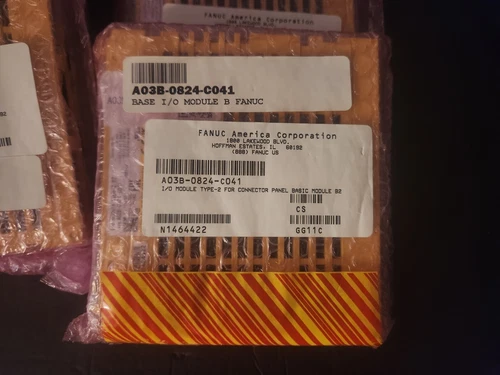 FANUC America Corporation
A03B-0824-C041
BASE I/O MODULE B FANUC
FANUC America Corporation
1800 LAKEWOOD BLVD.
HOFFMAN ESTATES, IL 60192
(888) FANUC US
A03B-0824-C041
I/O MODULE TYPE-2 FOR CONNECTOR PANEL BASIC MODULE B2
CS
N1464422
GG11C